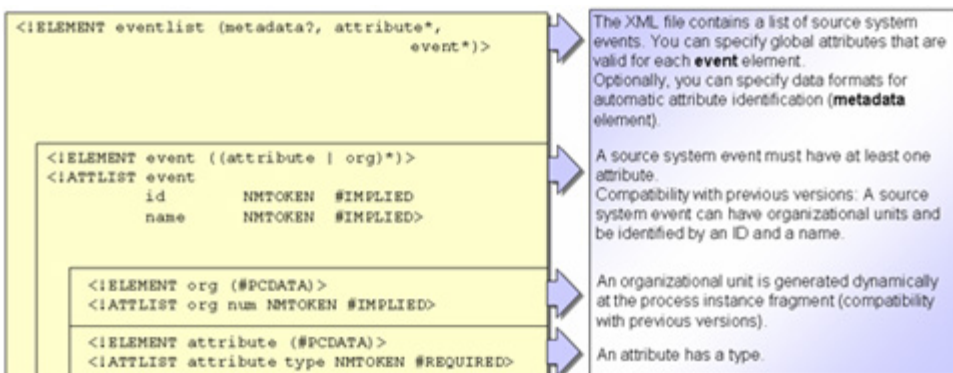 <!ELEMENT eventlist (metadata?, attribute*,
event*)>
<!ELEMENT event ((attribute | org)*)>
<!ATTLIST event
id NMTOKEN #IMPLIED
name NMTOKEN #IMPLIED>
<!ELEMENT org (#PCDATA)>
<!ATTLIST org num NMTOKEN #IMPLIED>
<!ELEMENT attribute (#PCDATA)>
<!ATTLIST attribute type NMTOKEN #REQUIRED>
The XML file contains a list of source system
events. You can specify global attributes that are
valid for each event element.
Optionally, you can specify data formats for
automatic attribute identification (metadata
element).
A source system event must have at least one
attribute.
Compatibility with previous versions: A source
system event can have organizational units and
be identified by an ID and a name.
An organizational unit is generated dynamically
at the process instance fragment (compatibility
with previous versions).
An attribute has a type.